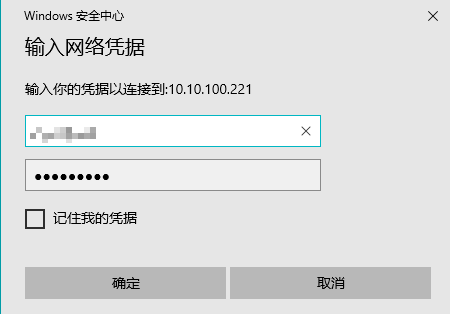 Windows 安全中心
输入网络凭据
输入你的凭据以连接到:10.10.100.221
●●●●●●●●●
记住我的凭据
确定
取消